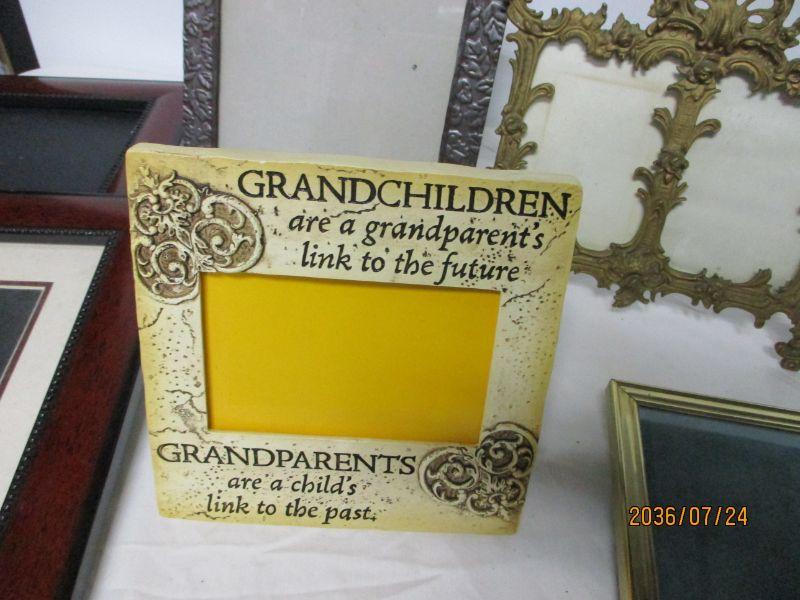 GRANDCHILDREN
are a grandparent's
link to the future
GRANDPARENTS
are a child's
link to the past.
2036/07/24